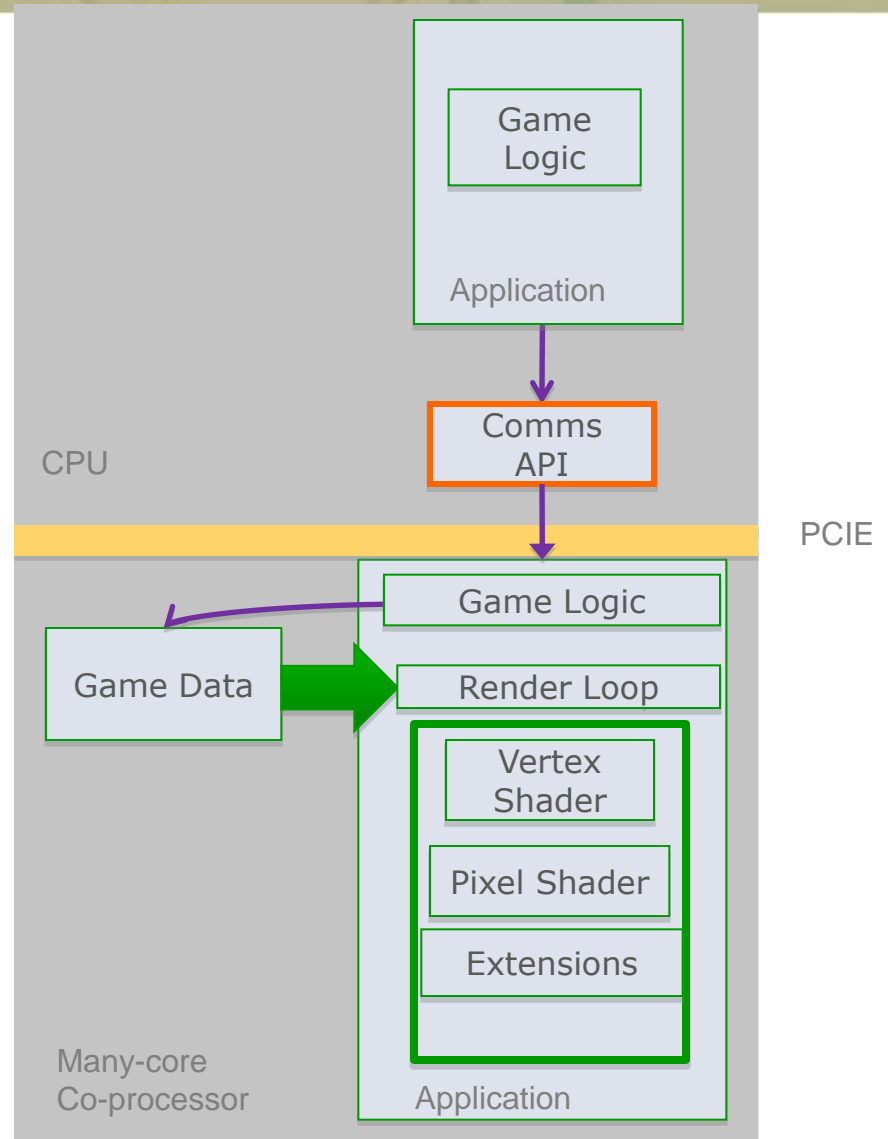 Game
Logic
Application
Comms
API
CPU
PCIE
Game Logic
Game Data
Render Loop
Vertex
Shader
Pixel Shader
Extensions
Many-core
Co-processor
Application